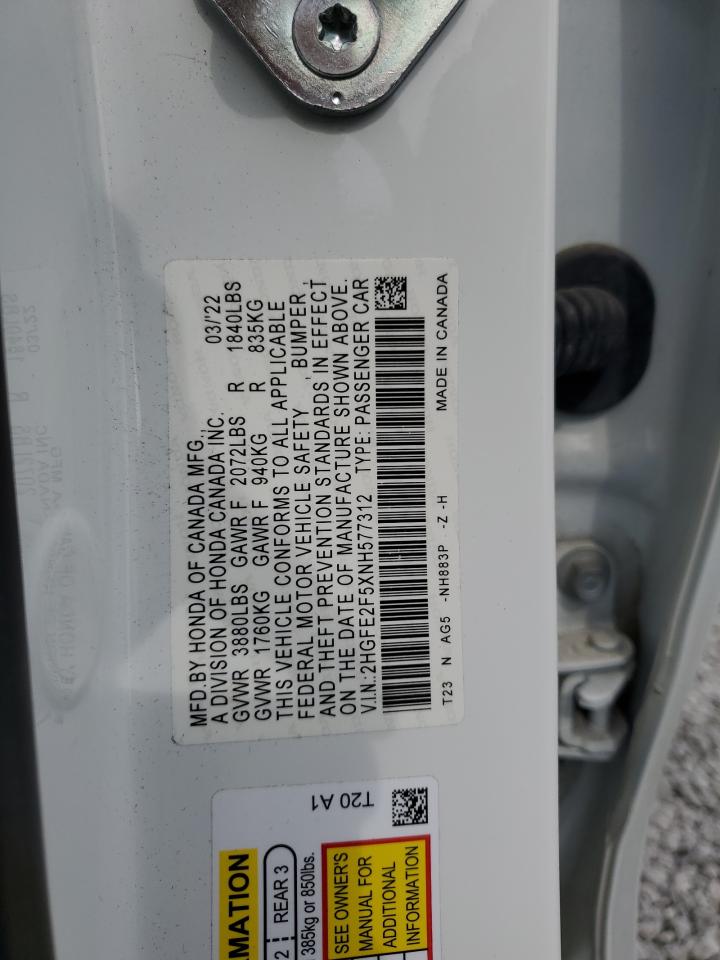 MFD.BY HONDA OF CANADA MFG., 03/'22
A DIVISION OF HONDA CANADA INC.
GVWR 3880LBS GAWR F 2072LBS R 1840LBS
GVWR 1760KG GAWR F 940KG R 835KG
THIS VEHICLE CONFORMS TO ALL APPLICABLE
FEDERAL MOTOR VEHICLE SAFETY , BUMPER ,
AND THEFT PREVENTION STANDARDS IN EFFECT
ON THE DATE OF MANUFACTURE SHOWN ABOVE.
V.I.N.:2HGFE2F5XNH577312 TYPE: PASSENGER CAR
T23 N AG5 -NH883P -Z -H MADE IN CANADA
T20 A1
MATION
2 REAR 3
385kg or 850lbs.
SEE OWNER'S
MANUAL FOR
ADDITIONAL
INFORMATION